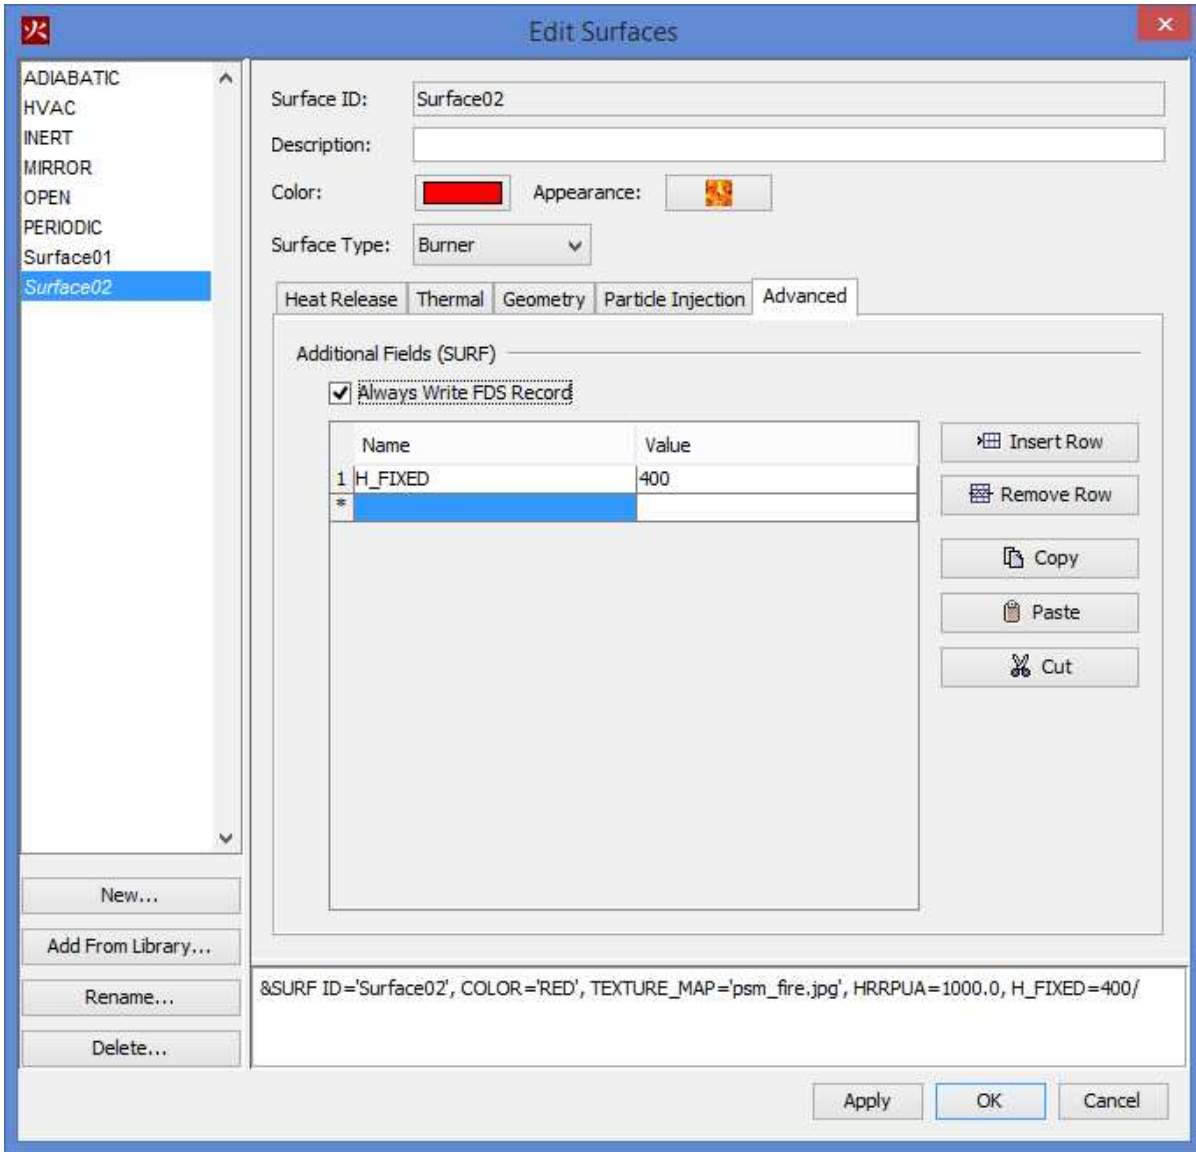 火
Edit Surfaces
x
ADIABATIC
HVAC
INERT
MIRROR
OPEN
PERIODIC
Surface01
Surface02
New...
Add From Library...
Rename...
Delete...
Surface ID: Surface02
Description:
Color: Appearance:
Surface Type: Burner
Heat Release Thermal Geometry Particle Injection Advanced
Additional Fields (SURF)
Always Write FDS Record
Name Value
1 H_FIXED 400
*
Insert Row
Remove Row
Copy
Paste
Cut
&SURF ID='Surface02', COLOR='RED', TEXTURE_MAP='psm_fire.jpg', HRRPUA=1000.0, H_FIXED=400/
Apply OK Cancel